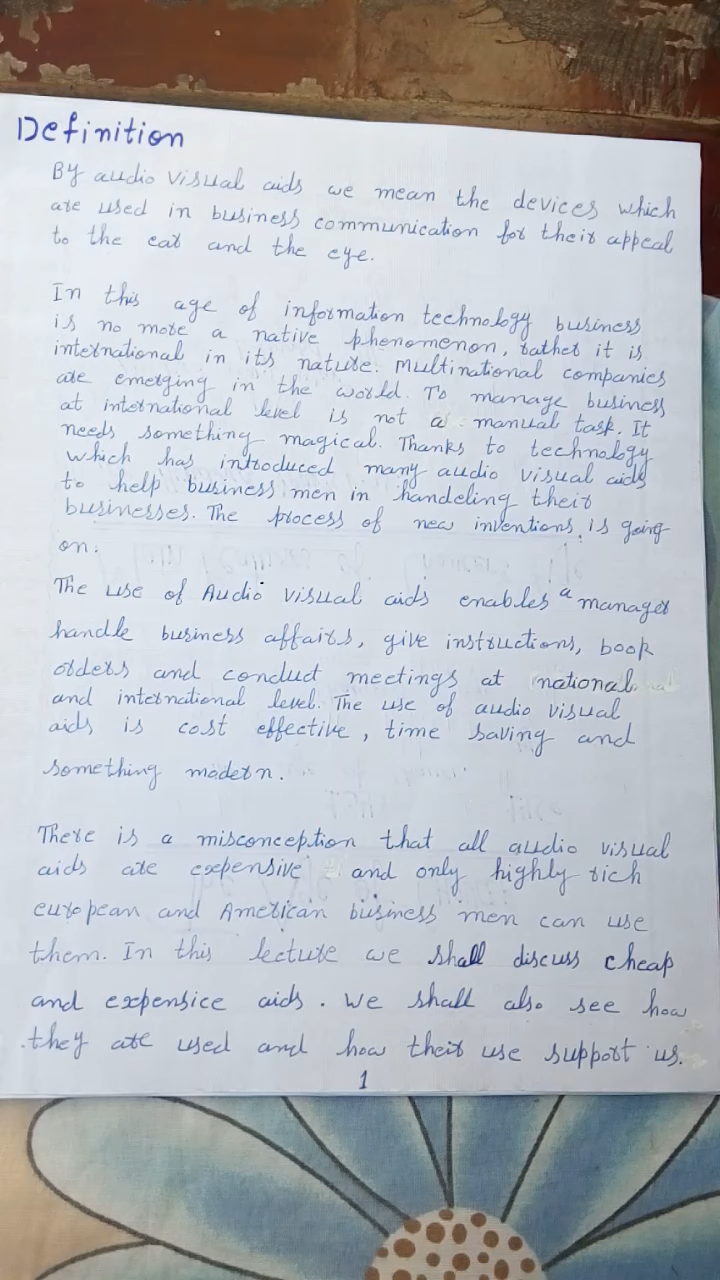 Definition
By audio visual aids we mean the devices which
are used in business communication for their appeal
to the ear and the eye.
In this age of information technology business
is no more a native phenomenon, rather it is
international in its nature. Multinational companies
are emerging in the world. To manage business
at international level is not a manual task. It
needs something magical. Thanks to technology
which has introduced many audio visual aids
to help business men in handeling their
businesses. The process of new inventions is going
on.
The use of Audio visual aids enables a manager
handle business affairs, give instructions, book
orders and conduct meetings at national
and international level. The use of audio visual
aids is cost effective, time saving and
something modern.
There is a misconception that all audio visual
aids are expensive and only highly rich
european and American business men can use
them. In this lecture we shall discuss cheap
and expensice aids. We shall also see how
they are used and how their use support us.
1